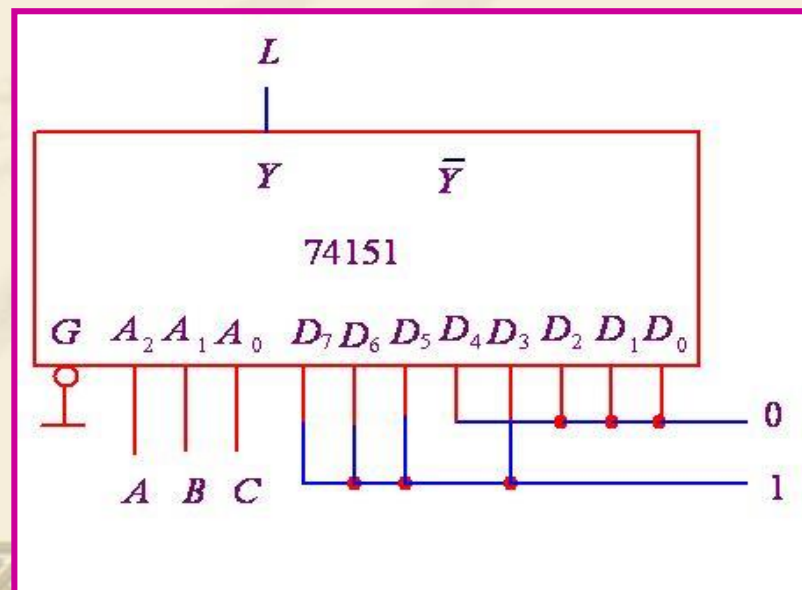 L
Y Y̅
74151
G A₂ A₁ A₀ D₇ D₆ D₅ D₄ D₃ D₂ D₁ D₀
0
1
A B C